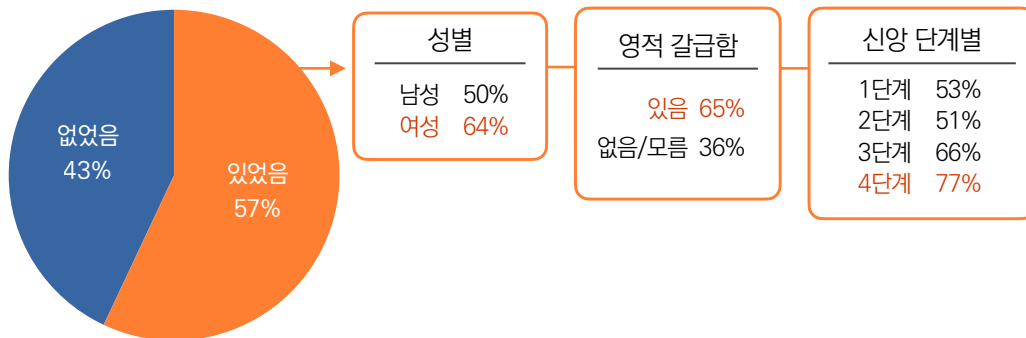 없었음
43%
있었음
57%
성별
남성 50%
여성 64%
영적 갈급함
있음 65%
없음/모름 36%
신앙 단계별
1단계 53%
2단계 51%
3단계 66%
4단계 77%